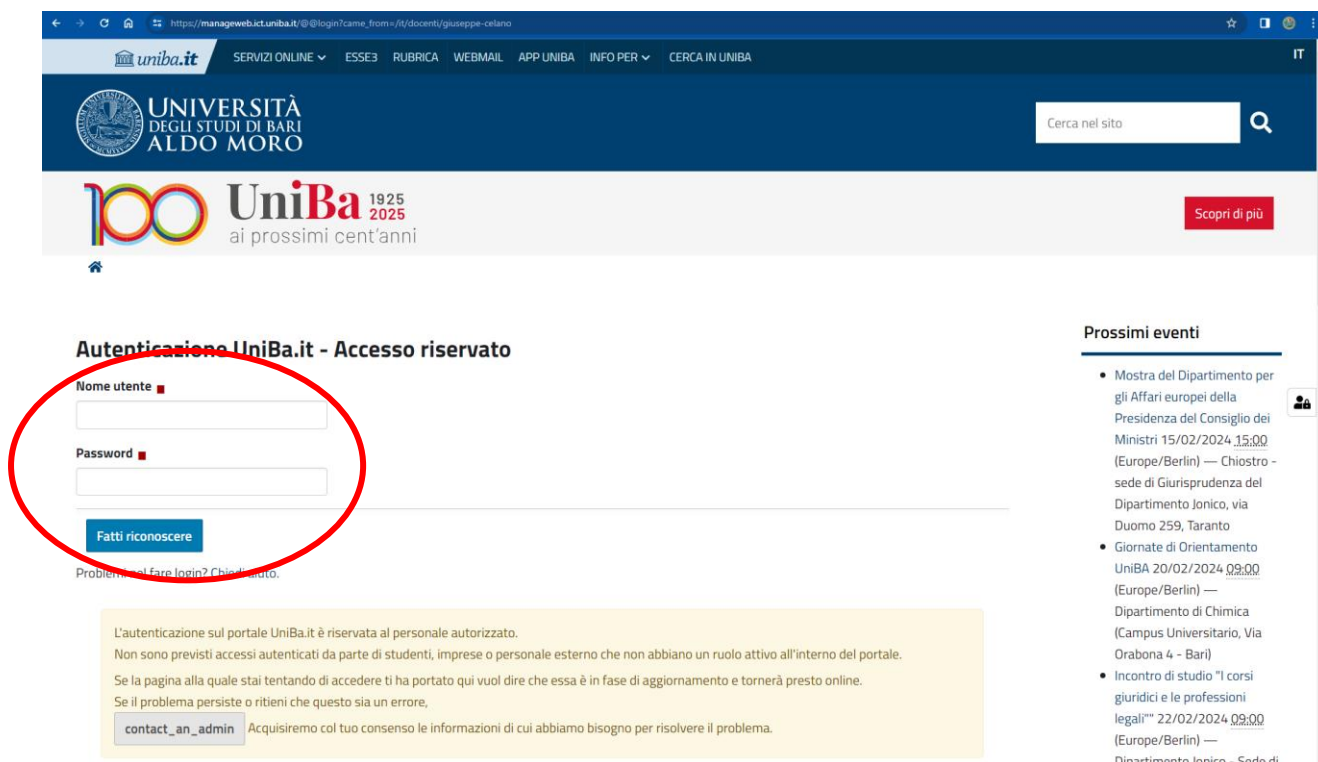 https://manageweb.ict.uniba.it/@@login?came_from=/it/docenti/giuseppe-celano
uniba.it SERVIZI ONLINE ESSE3 RUBRICA WEBMAIL APP UNIBA INFO PER CERCA IN UNIBA IT
UNIVERSITÀ
DEGLI STUDI DI BARI
ALDO MORO
Cerca nel sito
100 UniBa 1925
2025
ai prossimi cent'anni
Scopri di più
Autenticazione UniBa.it - Accesso riservato
Nome utente
Password
Fatti riconoscere
Problemi nel fare login? Chiedi aiuto.
L'autenticazione sul portale UniBa.it è riservata al personale autorizzato.
Non sono previsti accessi autenticati da parte di studenti, imprese o personale esterno che non abbiano un ruolo attivo all'interno del portale.
Se la pagina alla quale stai tentando di accedere ti ha portato qui vuol dire che essa è in fase di aggiornamento e tornerà presto online.
Se il problema persiste o ritieni che questo sia un errore,
contact_an_admin Acquisiremo col tuo consenso le informazioni di cui abbiamo bisogno per risolvere il problema.
Prossimi eventi
Mostra del Dipartimento per
gli Affari europei della
Presidenza del Consiglio dei
Ministri 15/02/2024 15:00
(Europe/Berlin) — Chiostro -
sede di Giurisprudenza del
Dipartimento Jonico, via
Duomo 259, Taranto
Giornate di Orientamento
UniBA 20/02/2024 09:00
(Europe/Berlin) —
Dipartimento di Chimica
(Campus Universitario, Via
Orabona 4 - Bari)
Incontro di studio "I corsi
giuridici e le professioni
legali"" 22/02/2024 09:00
(Europe/Berlin) —
Dipartimento Jonico - Sede di